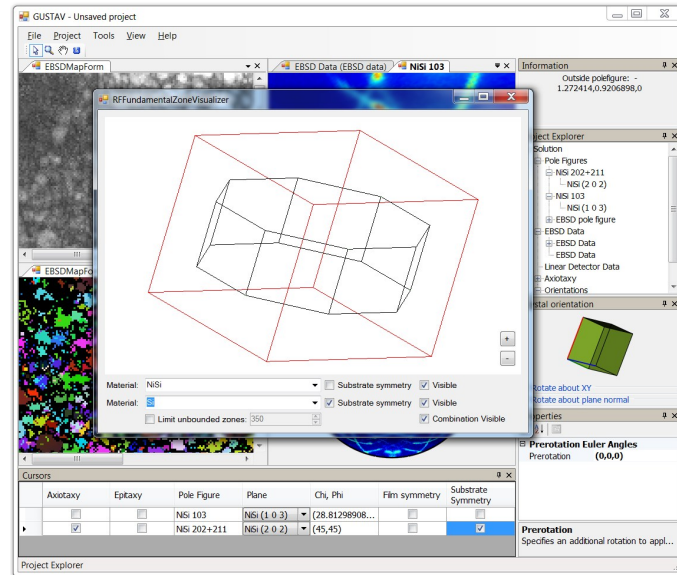 GUSTAV - Unsaved project
File Project Tools View Help
EBSDMapForm
EBSD Data (EBSD data) NiSi 103
Information
Outside polefigure: -
1.272414,0.9206898,0
RFFundamentalZoneVisualizer
ject Explorer
Solution
Pole Figures
NiSi 202+211
NiSi (2 0 2)
NiSi 103
NiSi (1 0 3)
EBSD pole figure
EBSD Data
EBSD Data
EBSD Data
Linear Detector Data
Axiotaxy
Orientations
EBSDMapFo
stal orientation
+
-
Material: NiSi Substrate symmetry Visible
Material: Substrate symmetry Visible
Limit unbounded zones: 350 Combination Visible
Rotate about XY
Rotate about plane normal
operties
Prerotation Euler Angles
Prerotation (0,0,0)
Cursors
Axiotaxy Epitaxy Pole Figure Plane Chi, Phi Film symmetry Substrate Symmetry
NiSi 103 NiSi (1 0 3) (28.81298908...
NiSi 202+211 NiSi (2 0 2) (45,45)
Prerotation
Specifies an additional rotation to appl...
Project Explorer